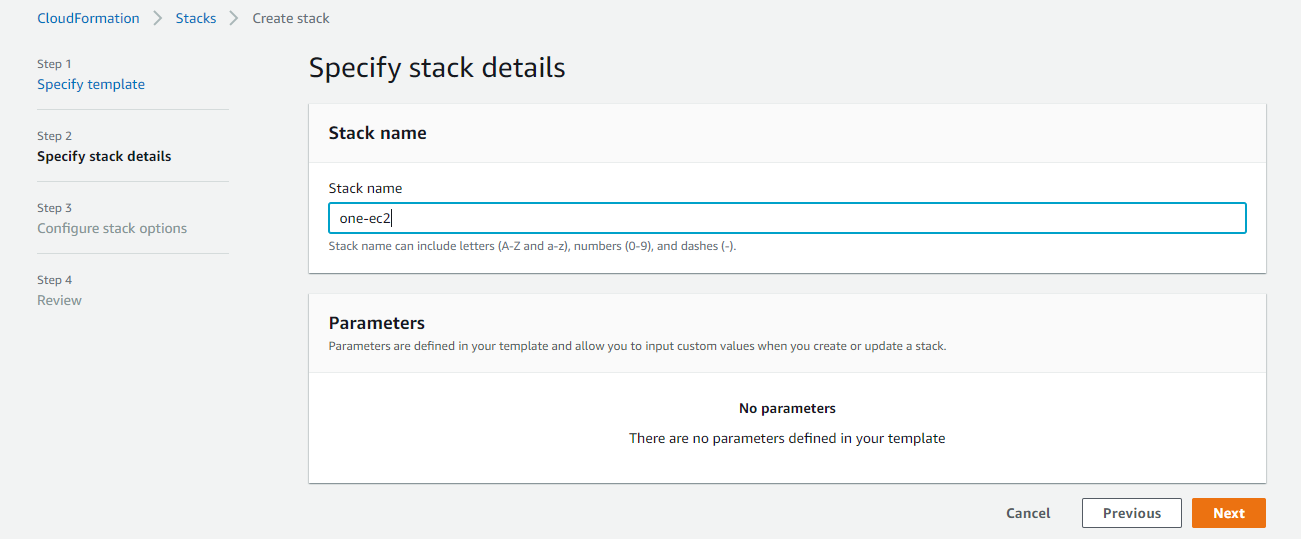 CloudFormation > Stacks > Create stack
Step 1
Specify template
Step 2
Specify stack details
Step 3
Configure stack options
Step 4
Review
Specify stack details
Stack name
Stack name
one-ec2
Stack name can include letters (A-Z and a-z), numbers (0-9), and dashes (-).
Parameters
Parameters are defined in your template and allow you to input custom values when you create or update a stack.
No parameters
There are no parameters defined in your template
Cancel Previous Next